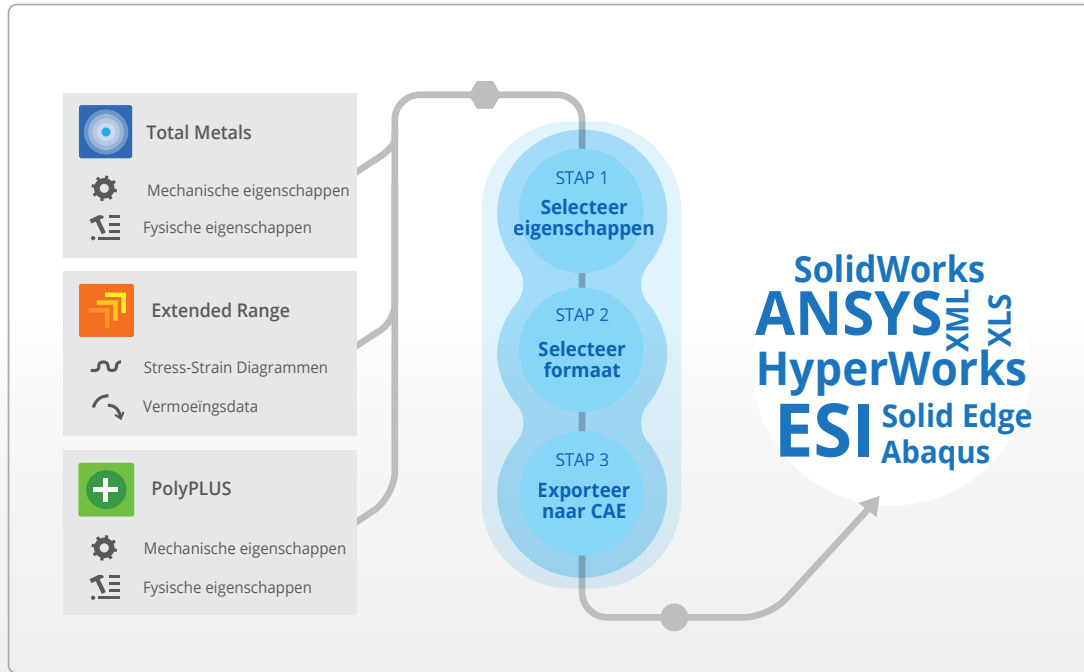 Total Metals
Mechanische eigenschappen
Fysische eigenschappen
Extended Range
Stress-Strain Diagrammen
Vermoeïngsdata
PolyPLUS
Mechanische eigenschappen
Fysische eigenschappen
STAP 1
Selecteer
eigenschappen
STAP 2
Selecteer
formaat
STAP 3
Exporteer
naar CAE
SolidWorks
ANSYS
XML
XLS
HyperWorks
ESI
Solid Edge
Abaqus